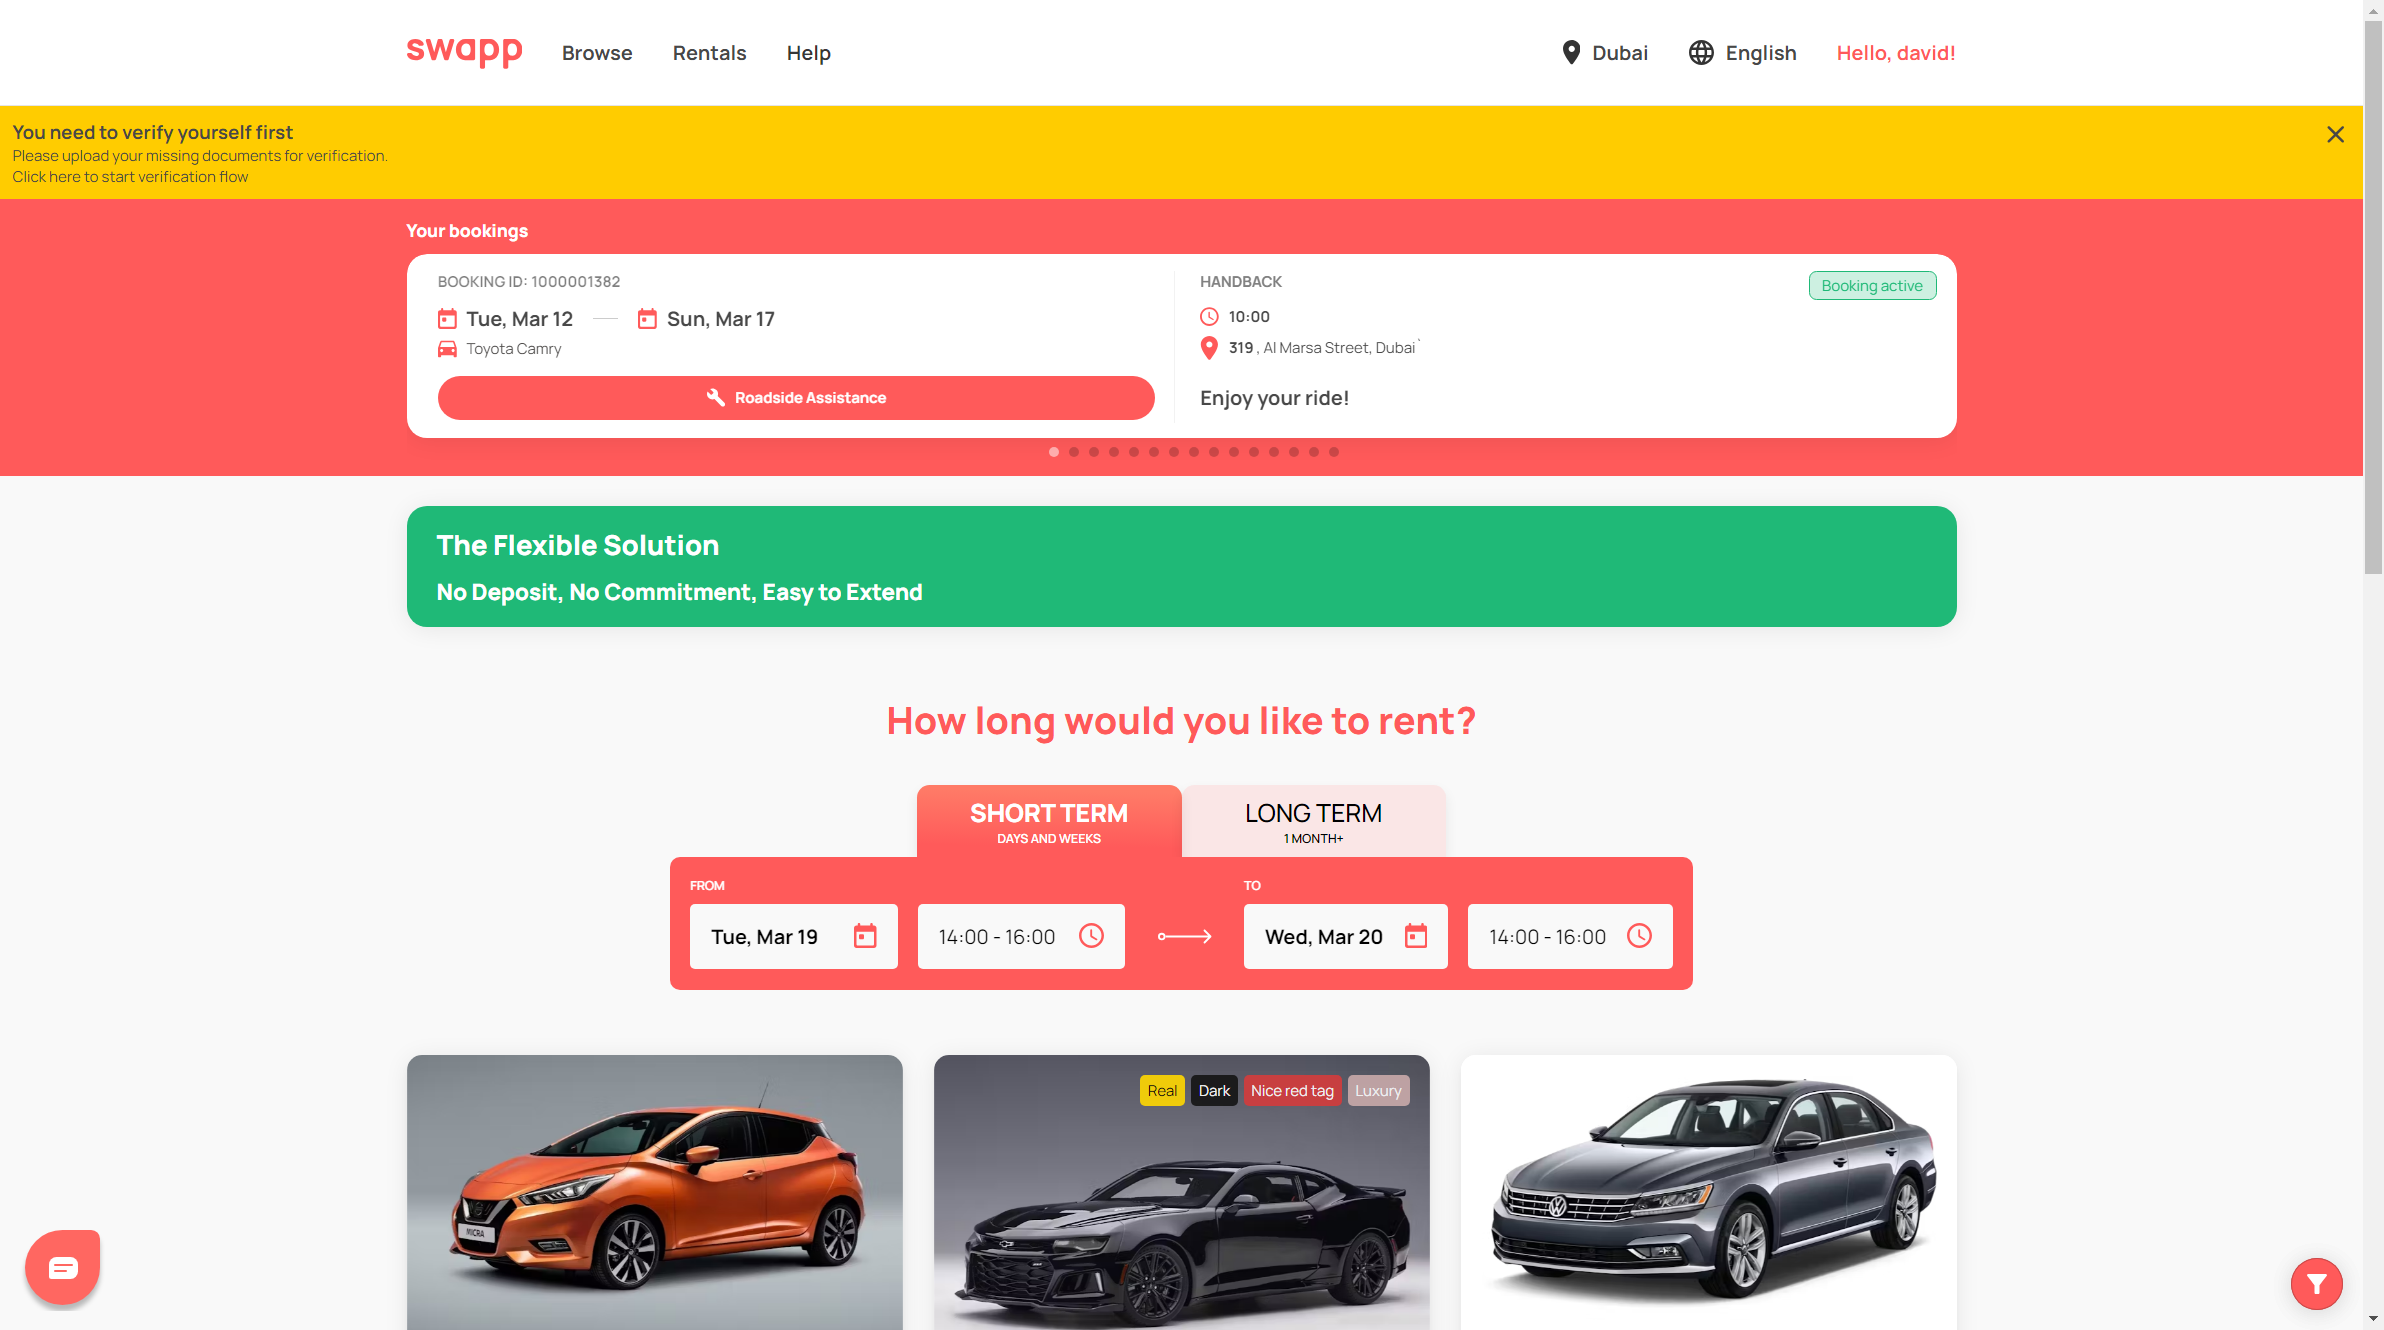 swapp
Browse
Rentals
Help
Dubai
English
Hello, david!
You need to verify yourself first
Please upload your missing documents for verification.
Click here to start verification flow
Your bookings
BOOKING ID: 1000001382
Tue, Mar 12
Sun, Mar 17
Toyota Camry
Roadside Assistance
HANDBACK
10:00
319 , Al Marsa Street, Dubai`
Enjoy your ride!
Booking active
The Flexible Solution
No Deposit, No Commitment, Easy to Extend
How long would you like to rent?
SHORT TERM
DAYS AND WEEKS
LONG TERM
1 MONTH+
FROM
Tue, Mar 19
14:00 - 16:00
TO
Wed, Mar 20
14:00 - 16:00
MICRA
Real
Dark
Nice red tag
Luxury